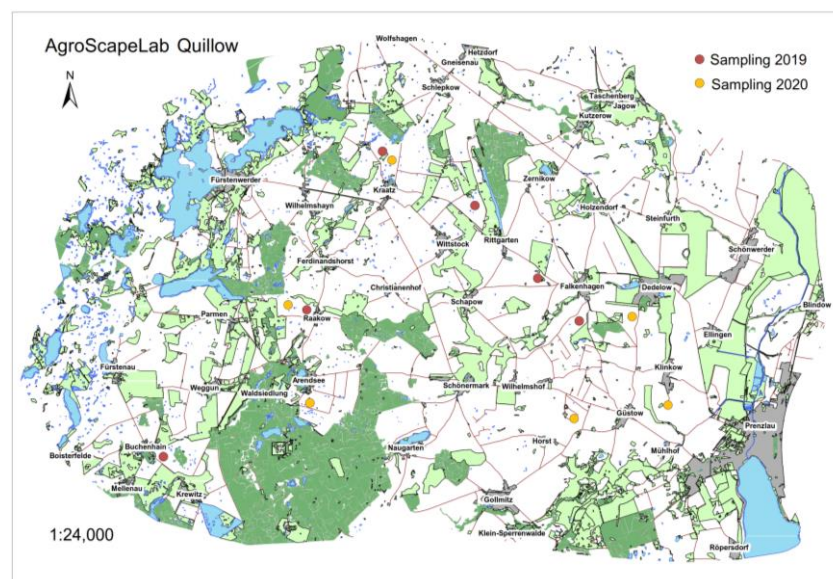 AgroScapeLab Quillow
N
Sampling 2019
Sampling 2020
Wolfshagen
Hetzdorf
Gneisenau
Schlepkow
Taschenberg
Jagow
Kutzerow
Fürstenwerder
Kraatz
Zernikow
Wilhelmshayn
Holzendorf
Steinfurth
Wittstock
Rittgarten
Schönwerder
Ferdinandshorst
Christianenhof
Falkenhagen
Dedelow
Schapow
Blindow
Parmen
Raakow
Ellingen
Fürstenau
Klinkow
Weggun
Arendsee
Waldsiedlung
Schönermark
Wilhelmshof
Güstow
Prenzlau
Buchenhain
Boisterfelde
Naugarten
Horst
Mühlhof
Mellenau
Krewitz
Gollmitz
Klein-Sperrenwalde
Röpersdorf
1:24,000